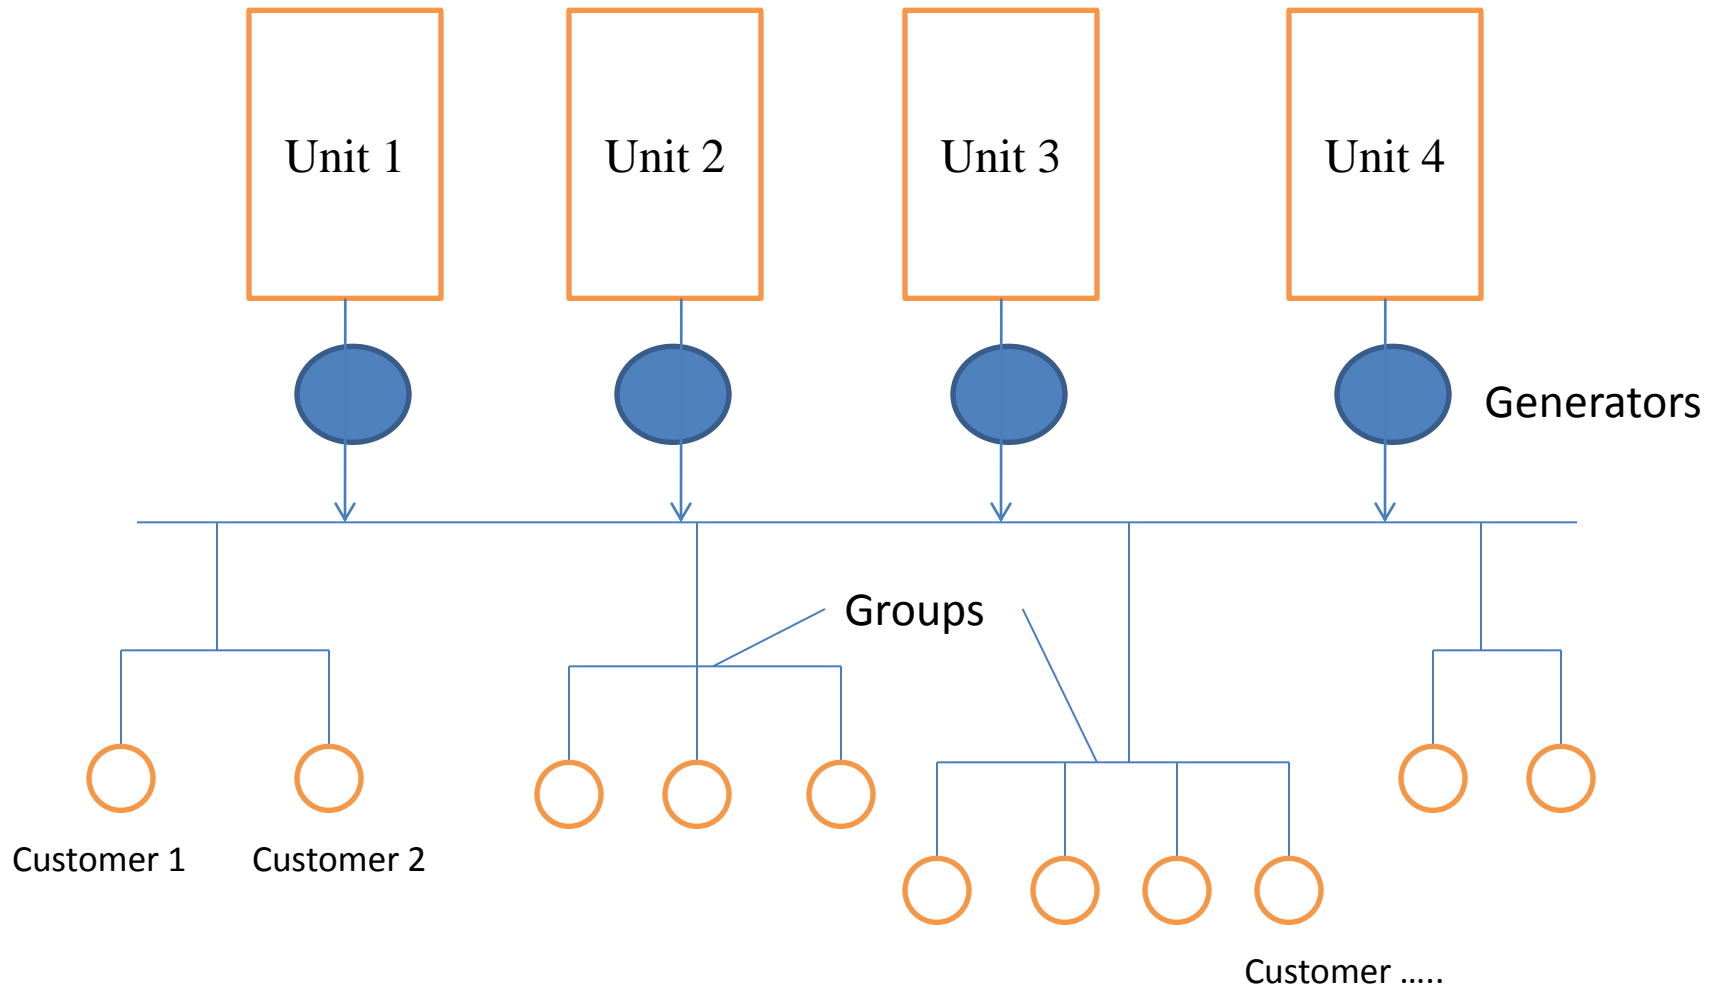 Unit 1
Unit 2
Unit 3
Unit 4
Generators
Groups
Customer 1
Customer 2
Customer …..